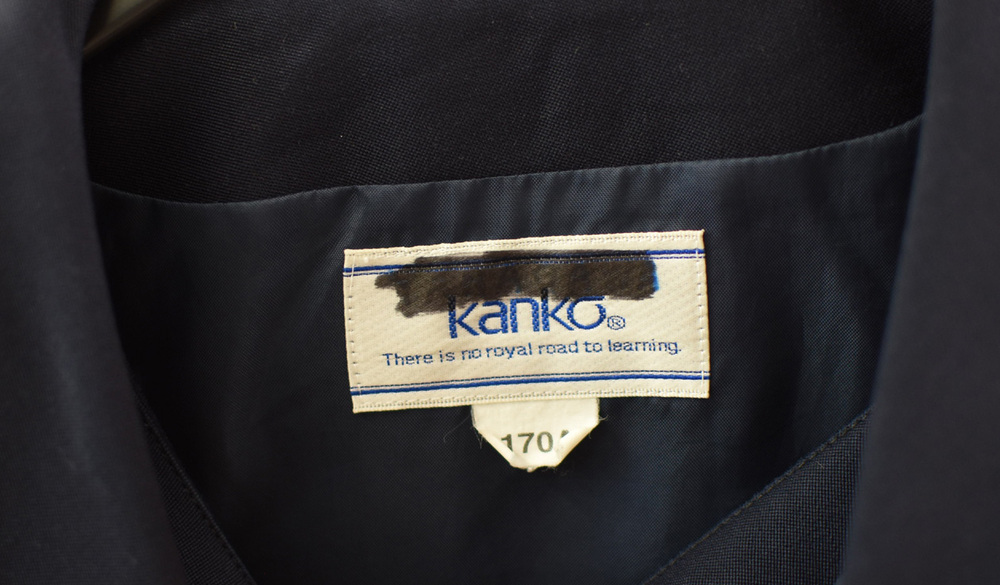 kanko®
There is no royal road to learning.
170